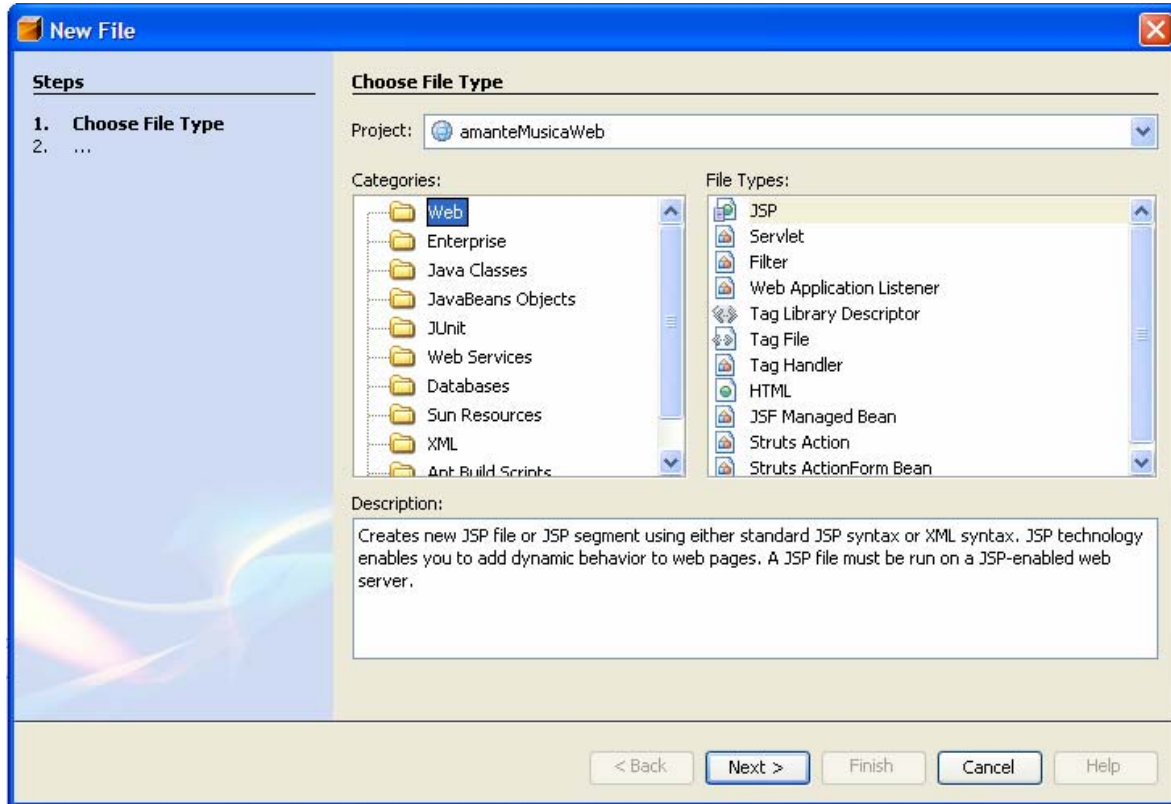 New File
Steps
1. Choose File Type
2. ...
Choose File Type
Project: amanteMusicaWeb
Categories:
Web
Enterprise
Java Classes
JavaBeans Objects
JUnit
Web Services
Databases
Sun Resources
XML
Ant Build Scripts
File Types:
JSP
Servlet
Filter
Web Application Listener
Tag Library Descriptor
Tag File
Tag Handler
HTML
JSF Managed Bean
Struts Action
Struts ActionForm Bean
Description:
Creates new JSP file or JSP segment using either standard JSP syntax or XML syntax. JSP technology
enables you to add dynamic behavior to web pages. A JSP file must be run on a JSP-enabled web
server.
< Back Next > Finish Cancel Help